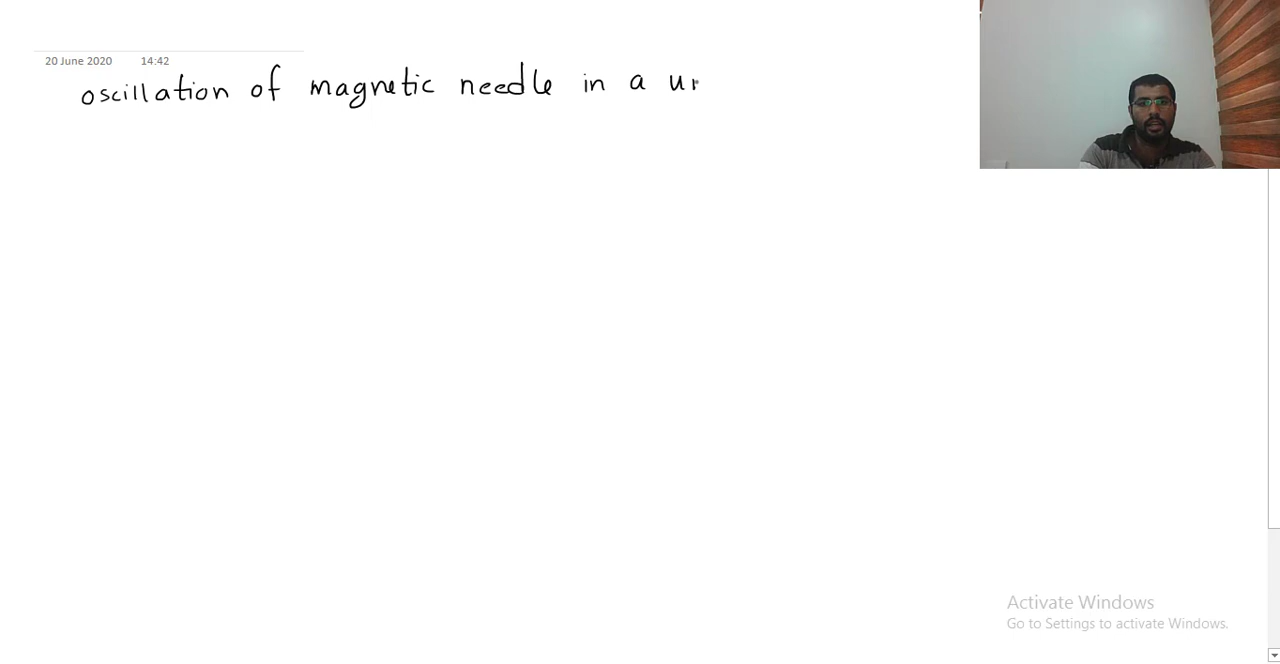 20 June 2020 14:42
oscillation of magnetic needle in a
Activate Windows
Go to Settings to activate Windows.